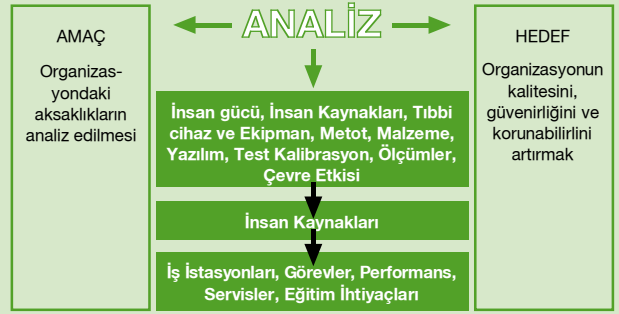 ANALİZ
AMAÇ
Organizas-
yondaki
aksaklıkların
analiz edilmesi
İnsan gücü, İnsan Kaynakları, Tıbbi
cihaz ve Ekipman, Metot, Malzeme,
Yazılım, Test Kalibrasyon, Ölçümler,
Çevre Etkisi
İnsan Kaynakları
İş İstasyonları, Görevler, Performans,
Servisler, Eğitim İhtiyaçları
HEDEF
Organizasyonun
kalitesini,
güvenirliğini ve
korunabilirlini
artırmak